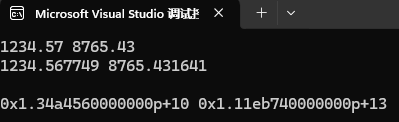 Microsoft Visual Studio 调试
1234.57 8765.43
1234.567749 8765.431641
0x1.34a4560000000p+10 0x1.11eb740000000p+13